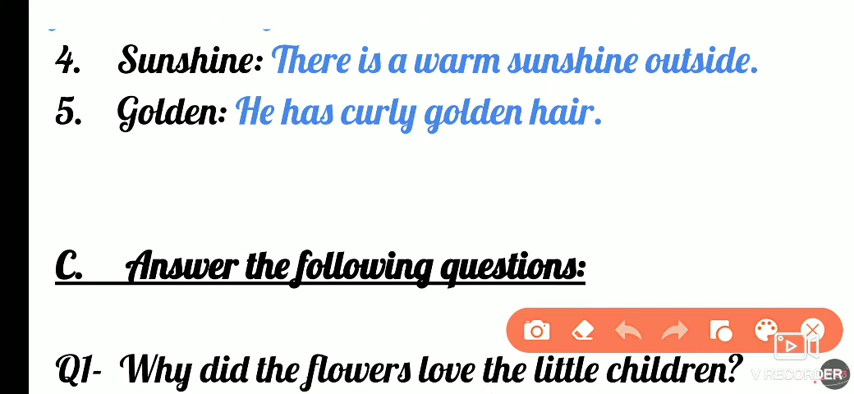 4. Sunshine: There is a warm sunshine outside.
5. Golden: He has curly golden hair.
C. Answer the following questions:
Q1- Why did the flowers love the little children?
V RECORDER